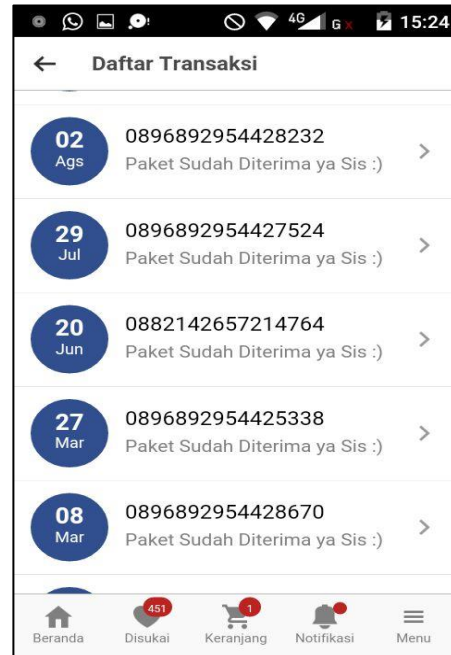 4G
G x
15:24
Daftar Transaksi
02
Ags
0896892954428232
Paket Sudah Diterima ya Sis :)
29
Jul
0896892954427524
Paket Sudah Diterima ya Sis :)
20
Jun
0882142657214764
Paket Sudah Diterima ya Sis :)
27
Mar
0896892954425338
Paket Sudah Diterima ya Sis :)
08
Mar
0896892954428670
Paket Sudah Diterima ya Sis :)
451
1
Beranda
Disukai
Keranjang
Notifikasi
Menu